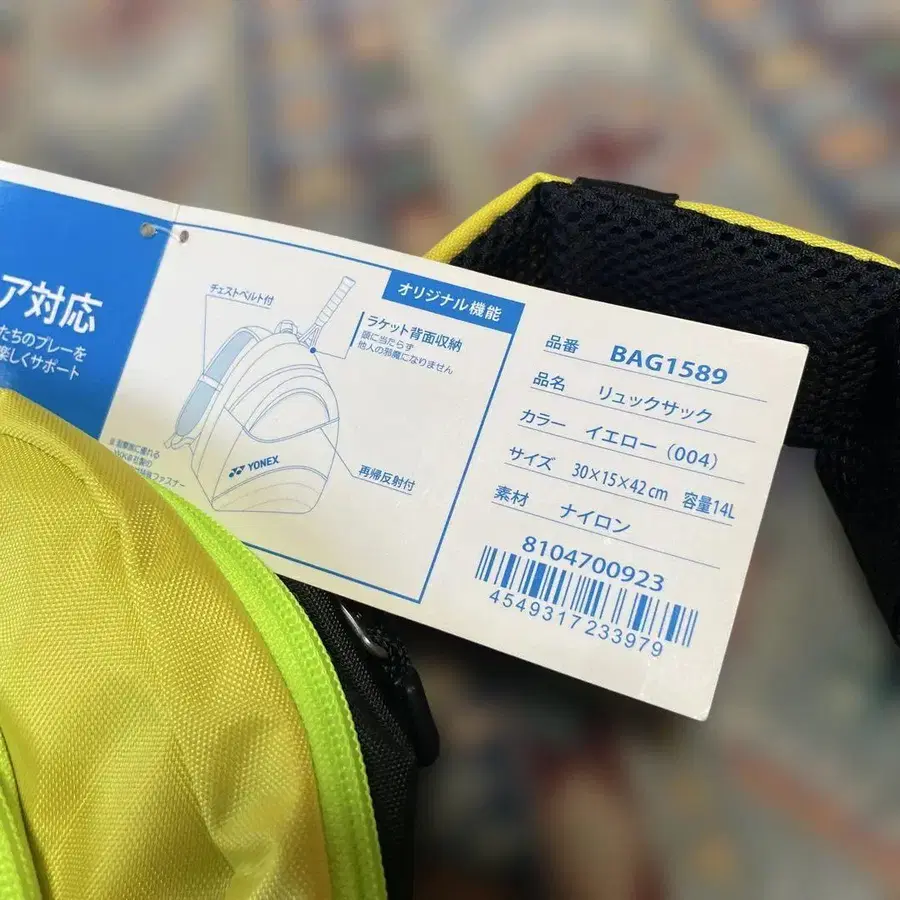 ア対応
たちのプレーを
楽しくサポート
チェストベルト付
オリジナル機能
ラケット背面収納
頭に当たらず
他人の邪魔になりません
YONEX
再帰反射付
品番 BAG1589
品名 リュックサック
カラー イエロー(004)
サイズ 30×15×42cm 容量14L
素材 ナイロン
8104700923
4549317233979